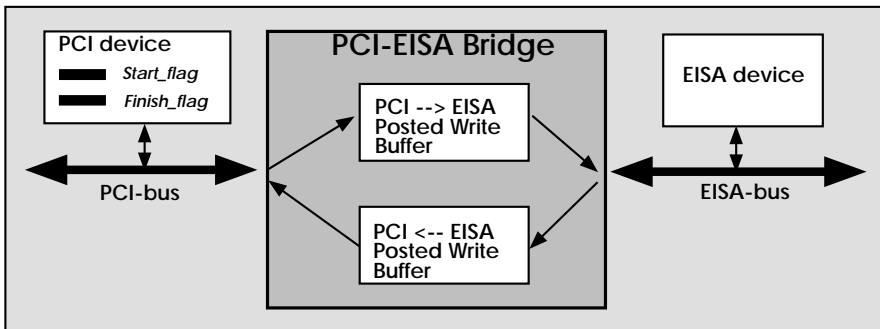 PCI-EISA Bridge
PCI device
Start_flag
Finish_flag
PCI --> EISA
Posted Write
Buffer
EISA device
PCI-bus
EISA-bus
PCI <-- EISA
Posted Write
Buffer